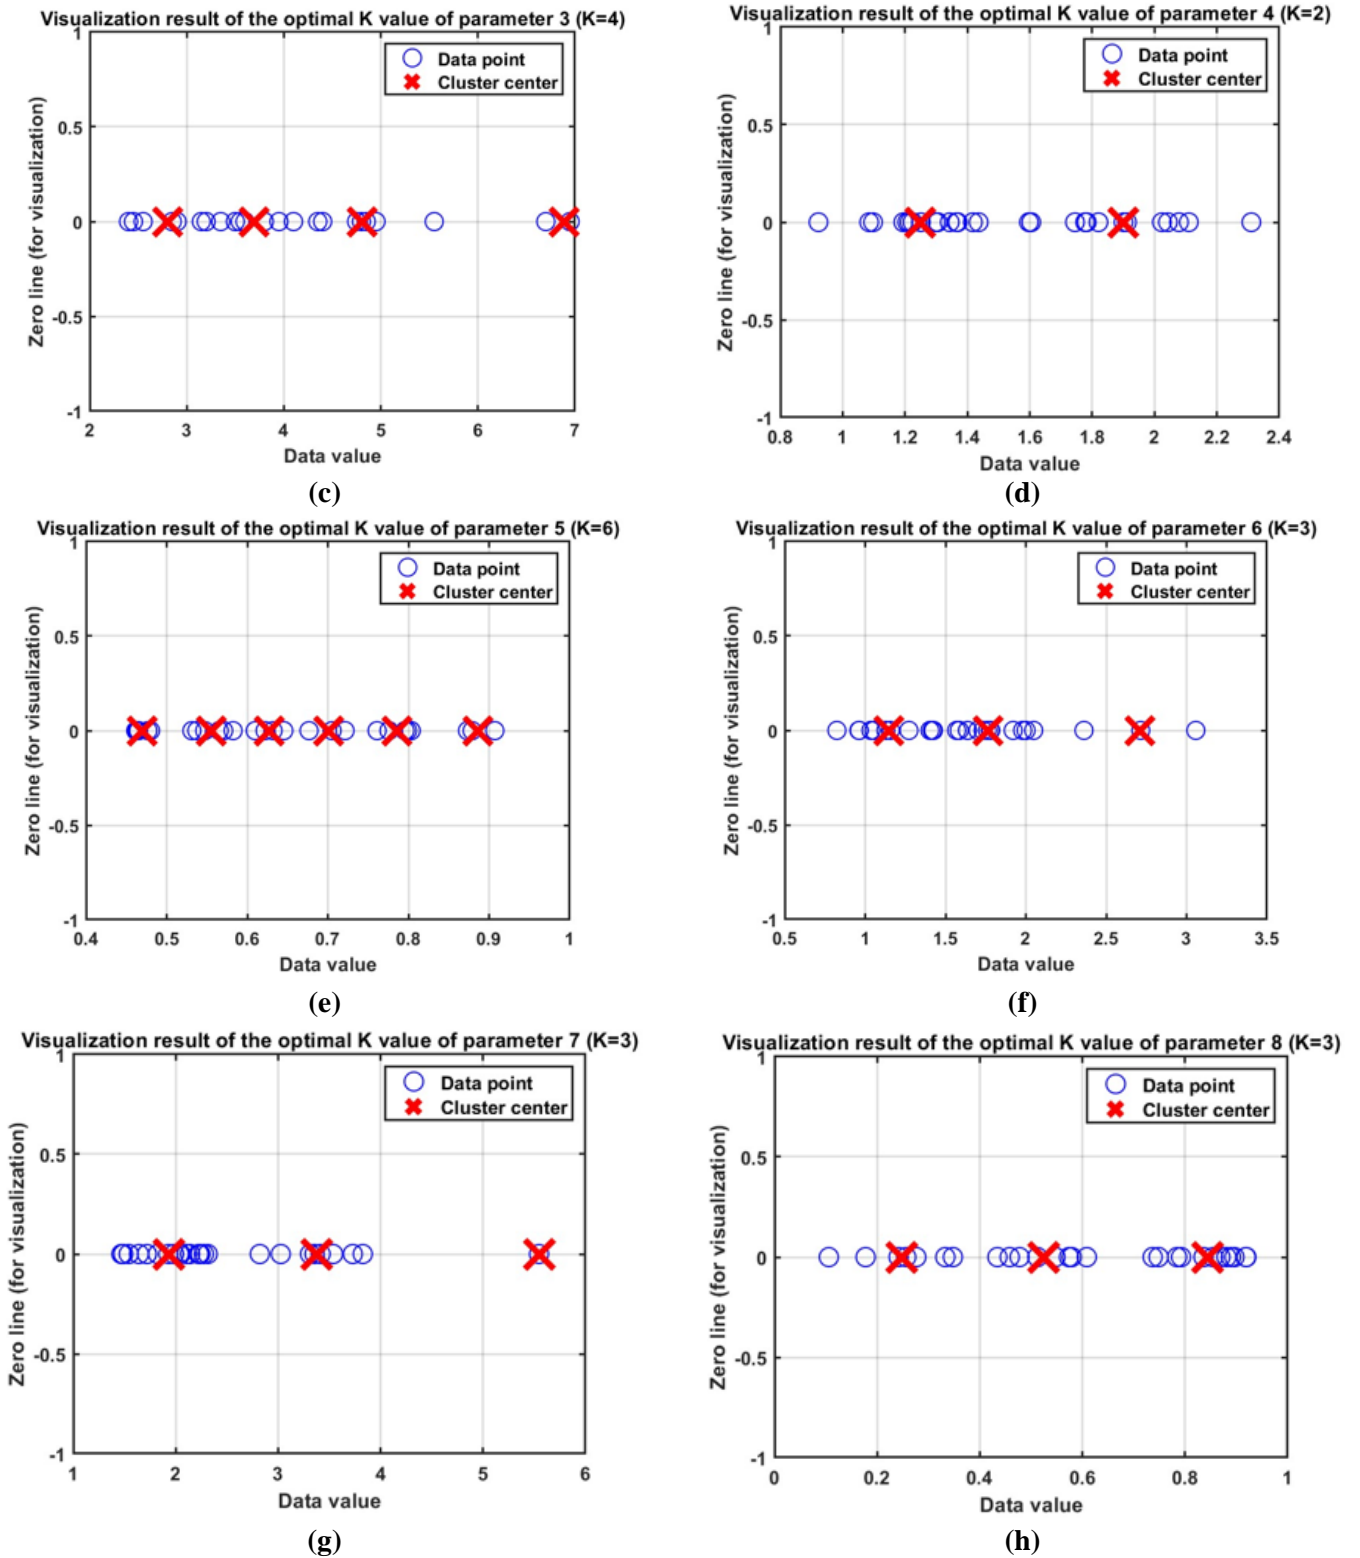 Visualization result of the optimal K value of parameter 3 (K=4)
1
0.5
0
-0.5
-1
Zero line (for visualization)
Data point
Cluster center
2 3 4 5 6 7
Data value
(c)
Visualization result of the optimal K value of parameter 4 (K=2)
1
0.5
0
-0.5
-1
Zero line (for visualization)
Data point
Cluster center
0.8 1 1.2 1.4 1.6 1.8 2 2.2 2.4
Data value
(d)
Visualization result of the optimal K value of parameter 5 (K=6)
1
0.5
0
-0.5
-1
Zero line (for visualization)
Data point
Cluster center
0.4 0.5 0.6 0.7 0.8 0.9 1
Data value
(e)
Visualization result of the optimal K value of parameter 6 (K=3)
1
0.5
0
-0.5
-1
Zero line (for visualization)
Data point
Cluster center
0.5 1 1.5 2 2.5 3 3.5
Data value
(f)
Visualization result of the optimal K value of parameter 7 (K=3)
1
0.5
0
-0.5
-1
Zero line (for visualization)
Data point
Cluster center
1 2 3 4 5 6
Data value
(g)
Visualization result of the optimal K value of parameter 8 (K=3)
1
0.5
0
-0.5
-1
Zero line (for visualization)
Data point
Cluster center
0 0.2 0.4 0.6 0.8 1
Data value
(h)